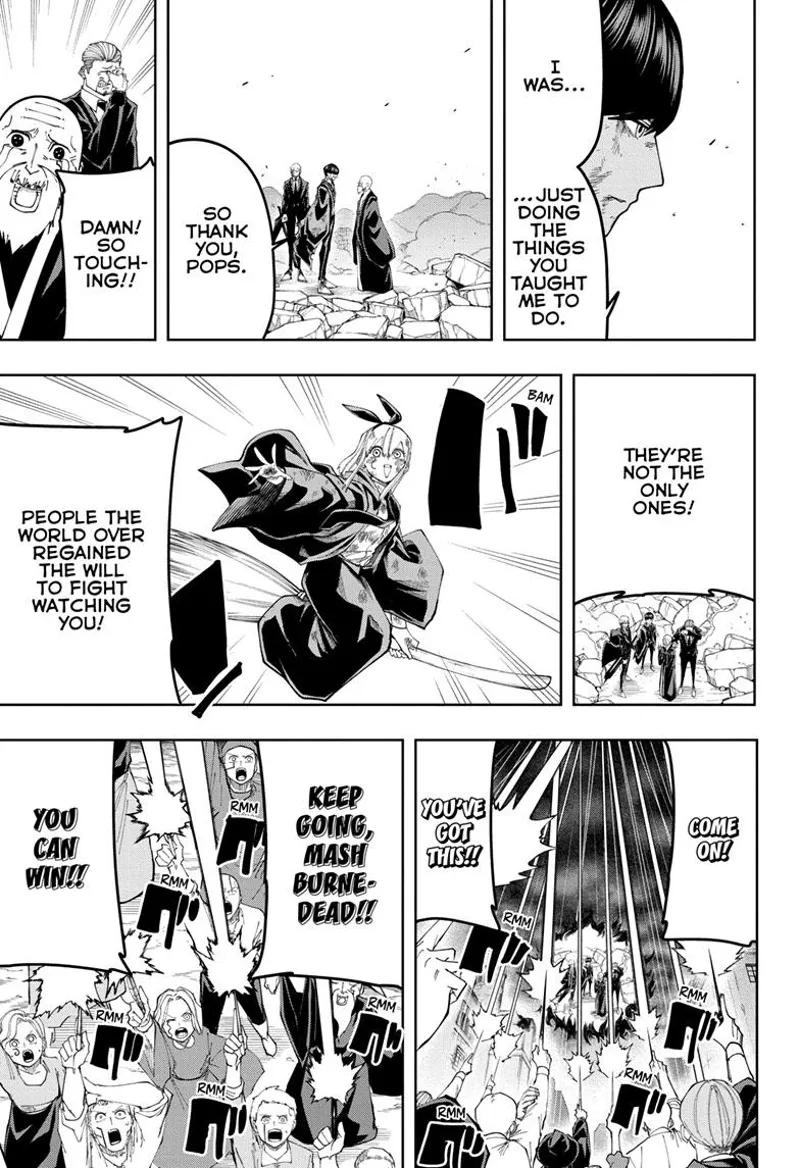 I
WAS...
...JUST
DOING
THE
THINGS
YOU
TAUGHT
ME TO
DO.
SO
THANK
YOU,
POPS.
DAMN!
SO
TOUCH-
ING!!
THEY'RE
NOT THE
ONLY
ONES!
BAM
PEOPLE THE
WORLD OVER
REGAINED
THE WILL
TO FIGHT
WATCHING
YOU!
COME
ON!
YOU'VE
GOT
THIS!!
RMM
RMM
RMM
RMM
RMM
KEEP
GOING,
MASH
BURNE-
DEAD!!
RMM
RMM
RMM
RMM
YOU
CAN
WIN!!